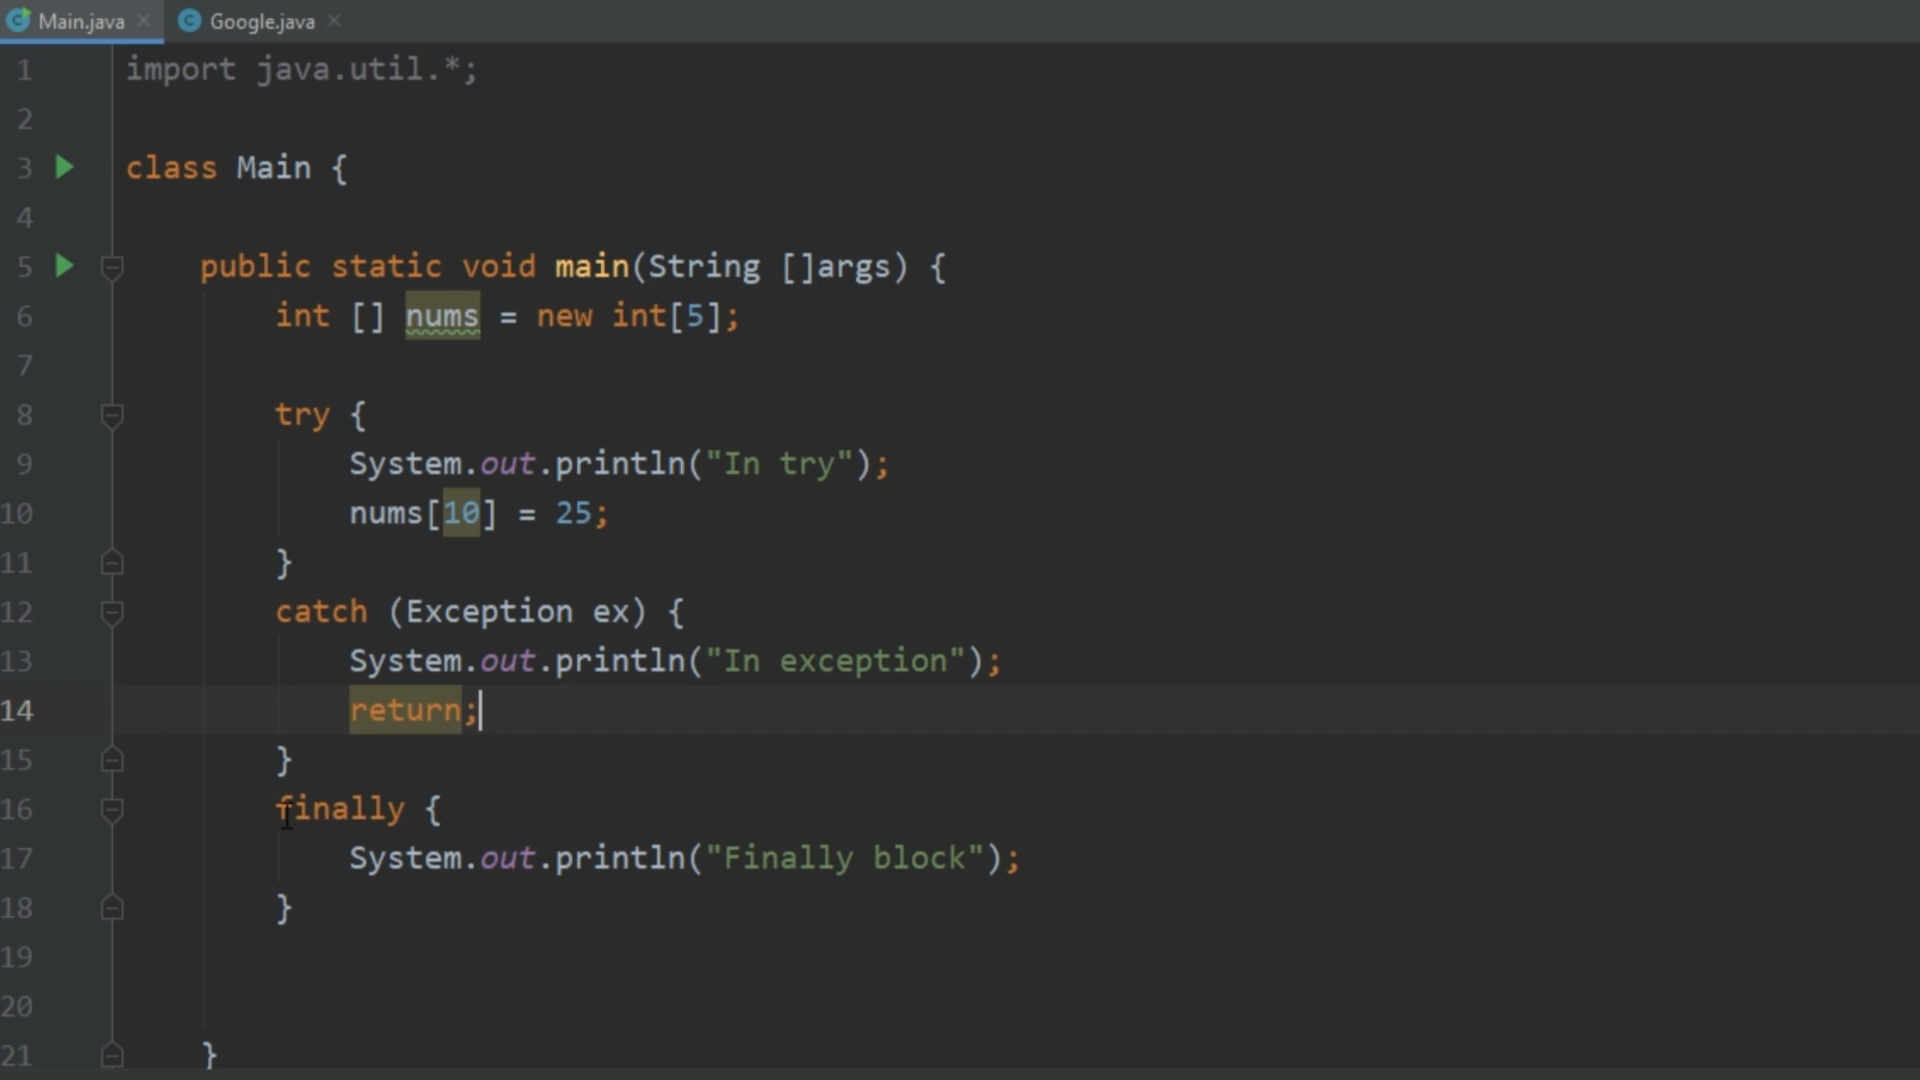 Main.java Google.java
1 import java.util.*;
2
3 class Main {
4
5 public static void main(String []args) {
6 int [] nums = new int[5];
7
8 try {
9 System.out.println("In try");
10 nums[10] = 25;
11 }
12 catch (Exception ex) {
13 System.out.println("In exception");
14 return;
15 }
16 finally {
17 System.out.println("Finally block");
18 }
19
20
21 }